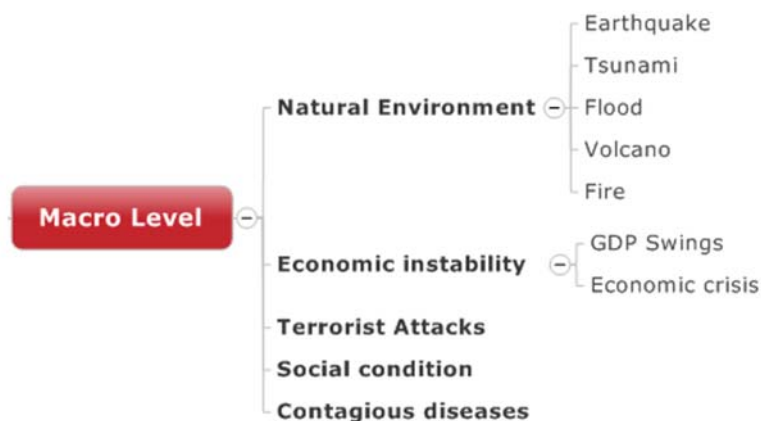 Macro Level
Natural Environment
Earthquake
Tsunami
Flood
Volcano
Fire
Economic instability
GDP Swings
Economic crisis
Terrorist Attacks
Social condition
Contagious diseases